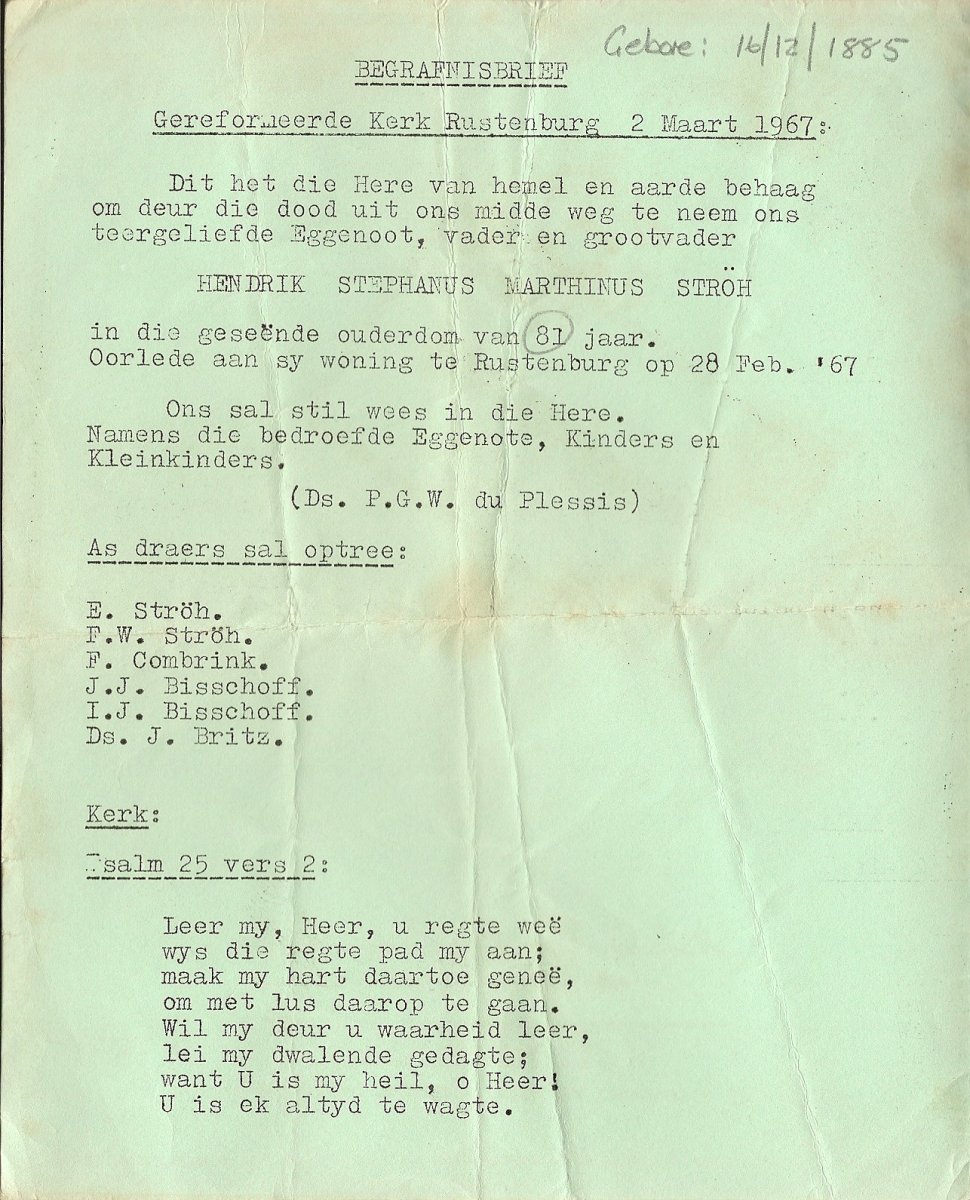 Gebore: 16/12/1885
BEGRAFNISBRIEF
Gereformeerde Kerk Rustenburg 2 Maart 1967:
Dit het die Here van hemel en aarde behaag
om deur die dood uit ons midde weg te neem ons
teergeliefde Eggenoot, vader en grootvader
HENDRIK STEPHANUS MARTHINUS STRÖH
in die geseënde ouderdom van 81 jaar.
Oorlede aan sy woning te Rustenburg op 28 Feb. '67
Ons sal stil wees in die Here.
Namens die bedroefde Eggenote, Kinders en
Kleinkinders.
(Ds. P.G.W. du Plessis)
As draers sal optree:
E. Ströh.
F.W. Ströh.
F. Combrink.
J.J. Bisschoff.
I.J. Bisschoff.
Ds. J. Britz.
Kerk:
Psalm 25 vers 2:
Leer my, Heer, u regte weë
wys die regte pad my aan;
maak my hart daartoe geneë,
om met lus daarop te gaan.
Wil my deur u waarheid leer,
lei my dwalende gedagte;
want U is my heil, o Heer!
U is ek altyd te wagte.